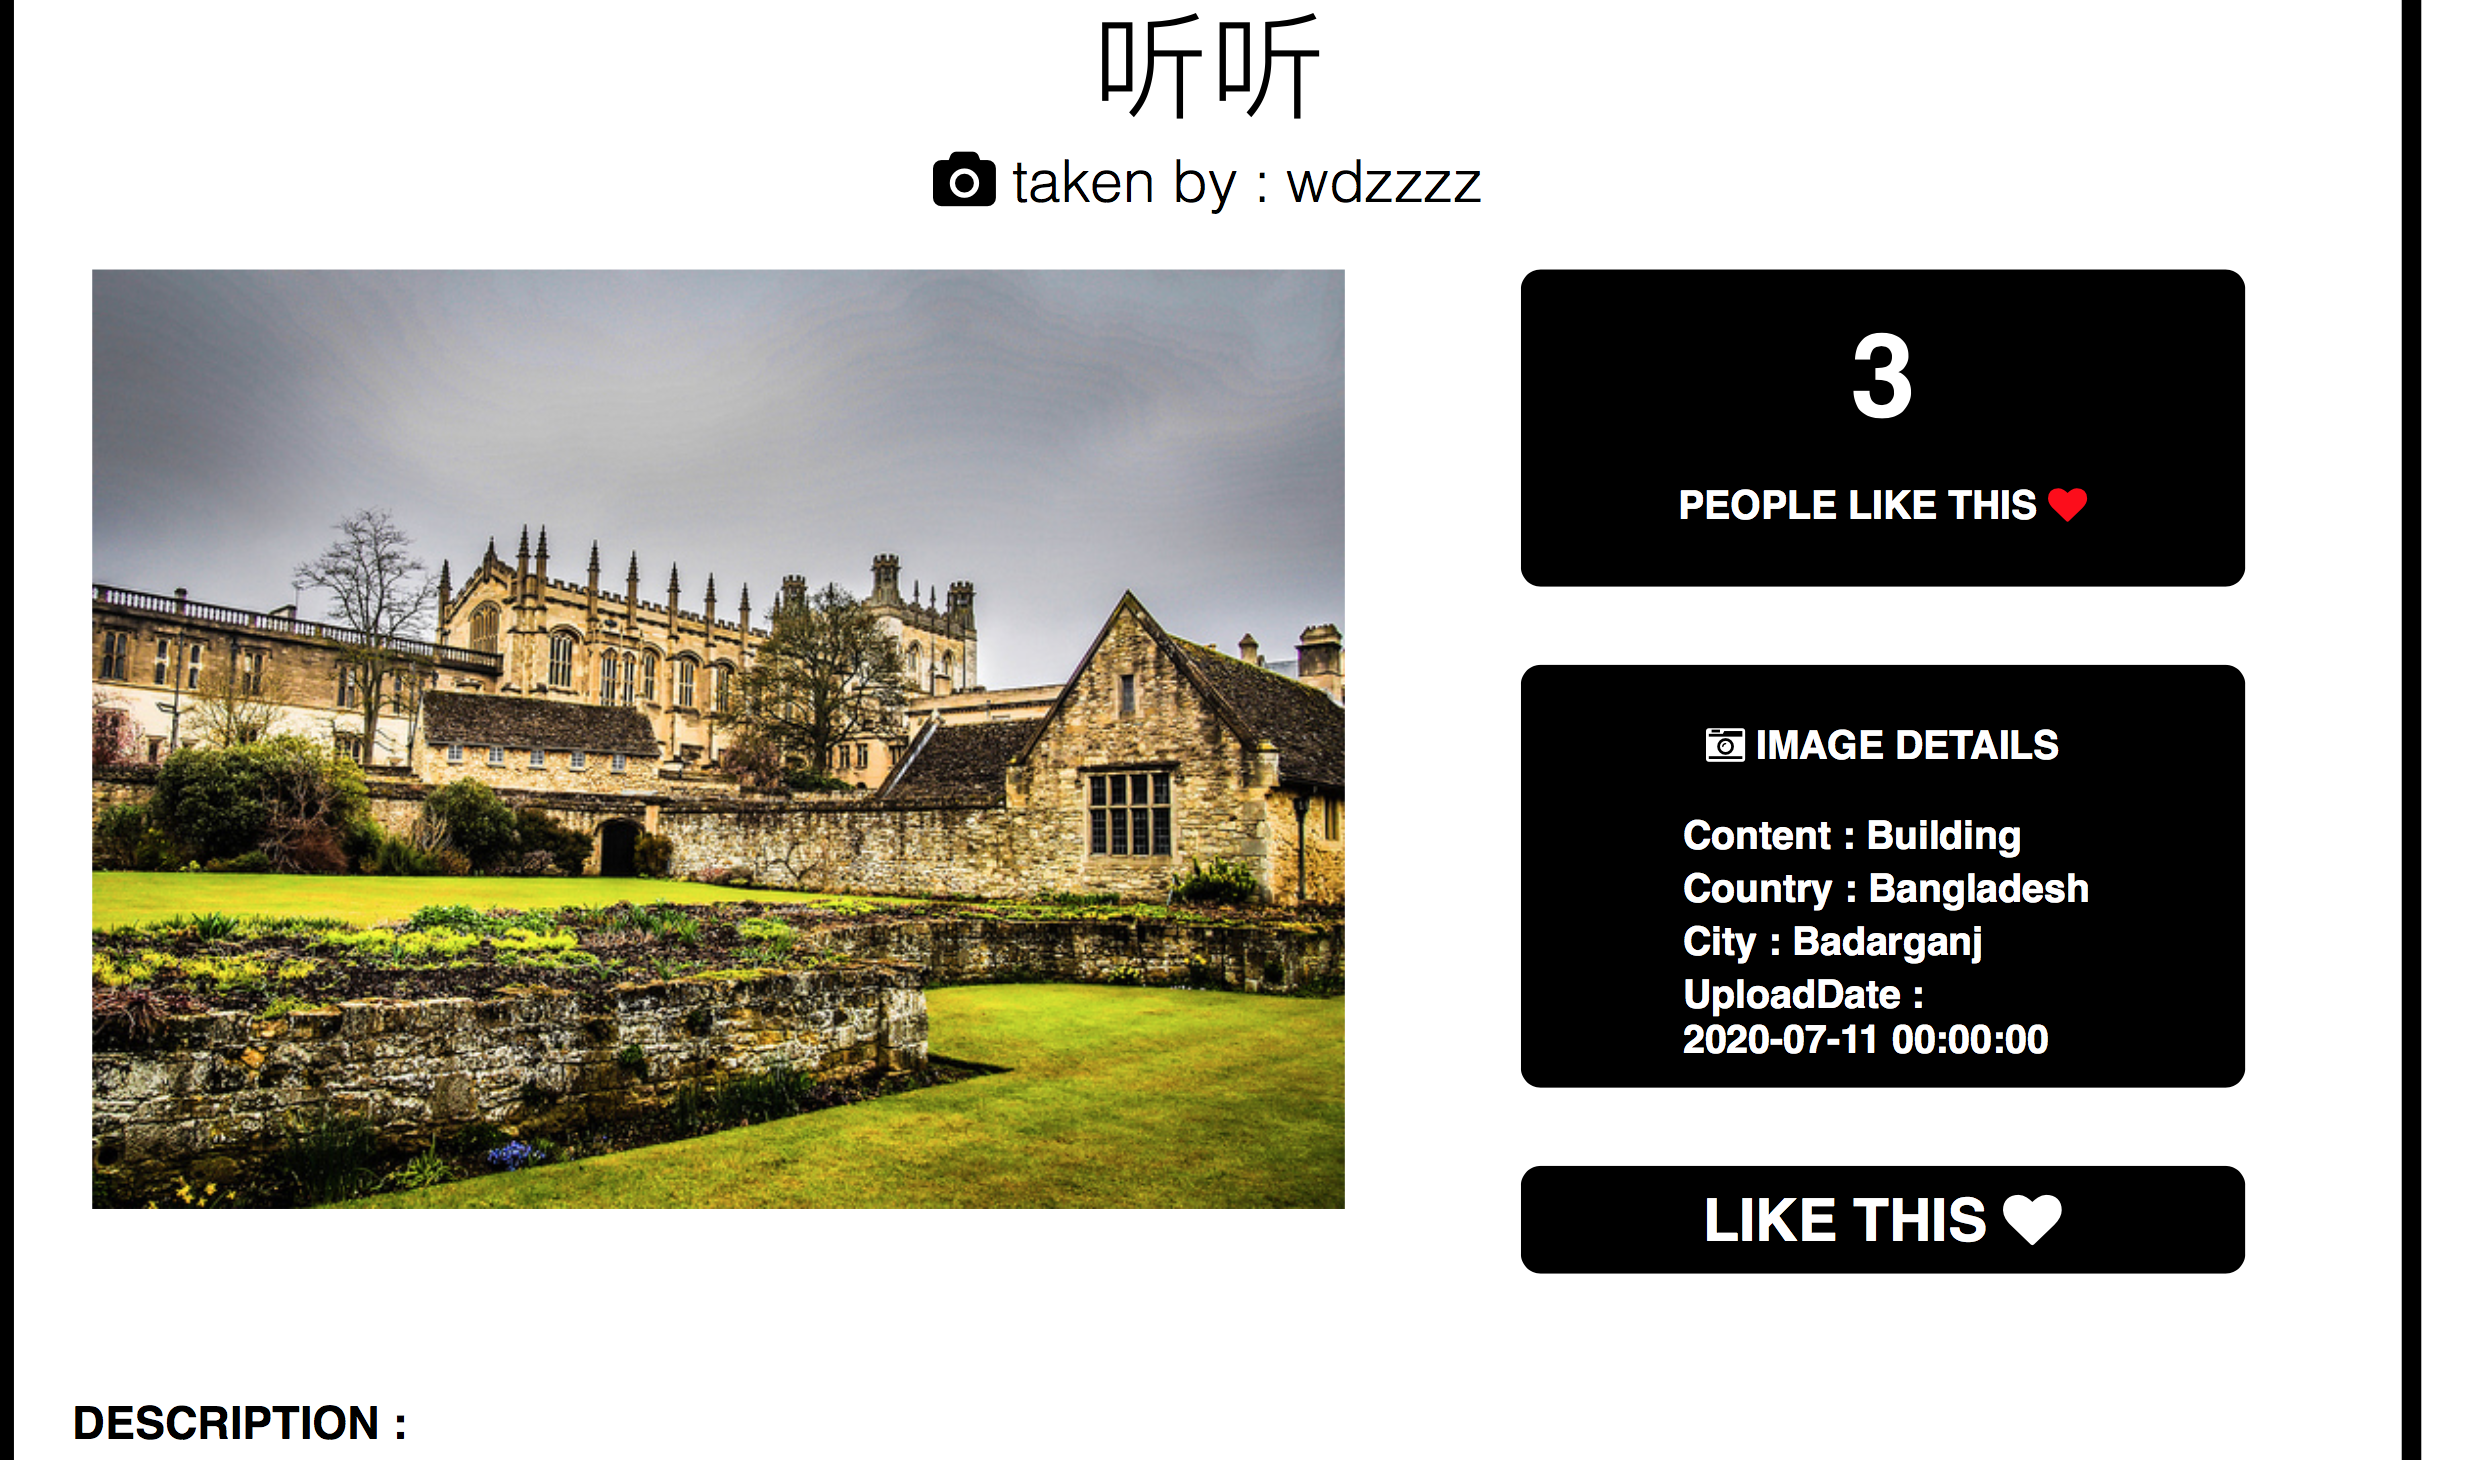 听听
taken by : wdzzzz
3
PEOPLE LIKE THIS
IMAGE DETAILS
Content : Building
Country : Bangladesh
City : Badarganj
UploadDate :
2020-07-11 00:00:00
LIKE THIS
DESCRIPTION :